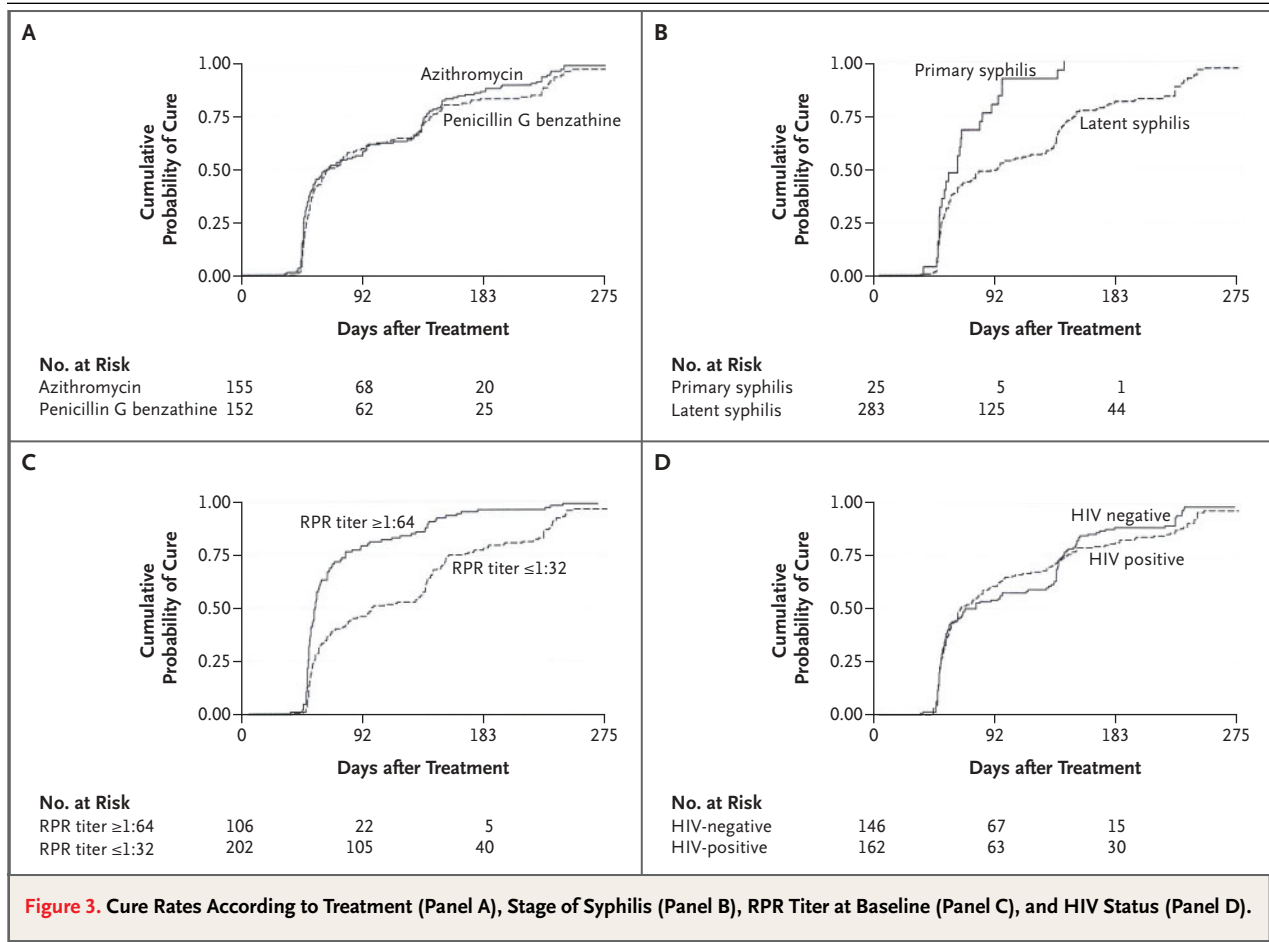 A
Cumulative
Probability of Cure
1.00
0.75
0.50
0.25
0.00
Azithromycin
Penicillin G benzathine
0 92 183 275
Days after Treatment
No. at Risk
Azithromycin 155 68 20
Penicillin G benzathine 152 62 25
B
Cumulative
Probability of Cure
1.00
0.75
0.50
0.25
0.00
Primary syphilis
Latent syphilis
0 92 183 275
Days after Treatment
No. at Risk
Primary syphilis 25 5 1
Latent syphilis 283 125 44
C
Cumulative
Probability of Cure
1.00
0.75
0.50
0.25
0.00
RPR titer ≥1:64
RPR titer ≤1:32
0 92 183 275
Days after Treatment
No. at Risk
RPR titer ≥1:64 106 22 5
RPR titer ≤1:32 202 105 40
D
Cumulative
Probability of Cure
1.00
0.75
0.50
0.25
0.00
HIV negative
HIV positive
0 92 183 275
Days after Treatment
No. at Risk
HIV-negative 146 67 15
HIV-positive 162 63 30
Figure 3. Cure Rates According to Treatment (Panel A), Stage of Syphilis (Panel B), RPR Titer at Baseline (Panel C), and HIV Status (Panel D).